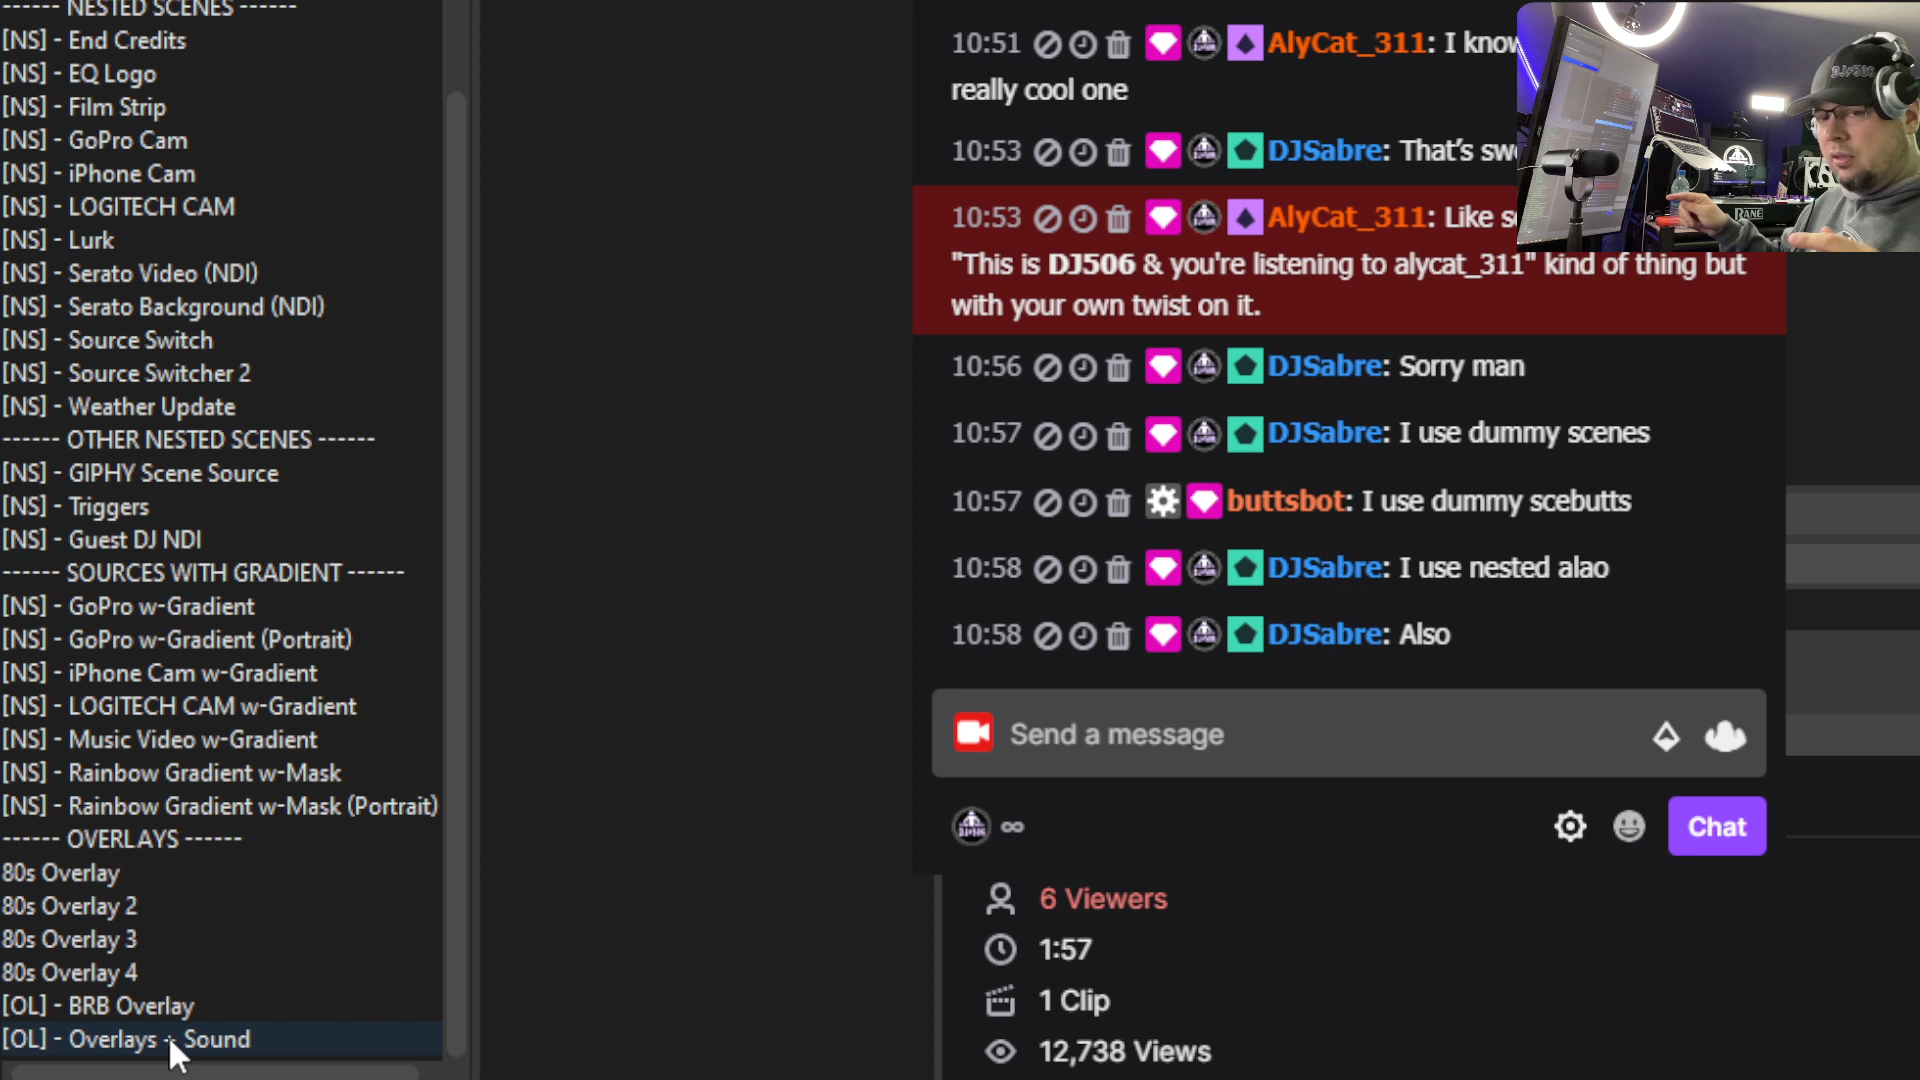 ------ NESTED SCENES ------
[NS] - End Credits
[NS] - EQ Logo
[NS] - Film Strip
[NS] - GoPro Cam
[NS] - iPhone Cam
[NS] - LOGITECH CAM
[NS] - Lurk
[NS] - Serato Video (NDI)
[NS] - Serato Background (NDI)
[NS] - Source Switch
[NS] - Source Switcher 2
[NS] - Weather Update
------ OTHER NESTED SCENES ------
[NS] - GIPHY Scene Source
[NS] - Triggers
[NS] - Guest DJ NDI
------ SOURCES WITH GRADIENT ------
[NS] - GoPro w-Gradient
[NS] - GoPro w-Gradient (Portrait)
[NS] - iPhone Cam w-Gradient
[NS] - LOGITECH CAM w-Gradient
[NS] - Music Video w-Gradient
[NS] - Rainbow Gradient w-Mask
[NS] - Rainbow Gradient w-Mask (Portrait)
------ OVERLAYS ------
80s Overlay
80s Overlay 2
80s Overlay 3
80s Overlay 4
[OL] - BRB Overlay
[OL] - Overlays + Sound
10:51 AlyCat_311: I know
really cool one
10:53 DJSabre: That's
10:53 AlyCat_311: Like
"This is DJ506 & you're listening to alycat_311" kind of thing but
with your own twist on it.
10:56 DJSabre: Sorry man
10:57 DJSabre: I use dummy scenes
10:57 buttsbot: I use dummy scebutts
10:58 DJSabre: I use nested alao
10:58 DJSabre: Also
Send a message
∞
Chat
6 Viewers
1:57
1 Clip
12,738 Views
DJ506
RANE